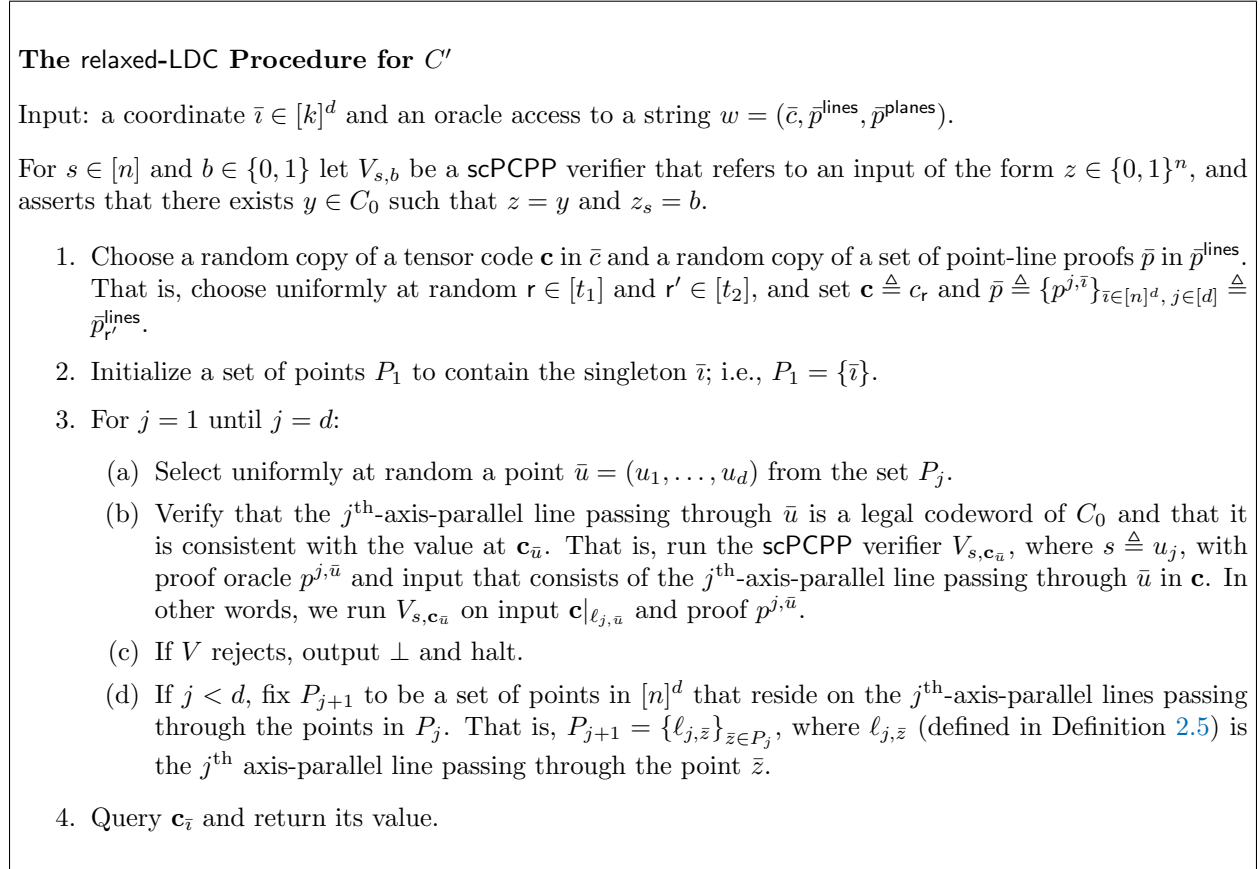 The relaxed-LDC Procedure for C′
Input: a coordinate ῑ ∈ [k]^d and an oracle access to a string w = (c̄, p̄^lines, p̄^planes).
For s ∈ [n] and b ∈ {0, 1} let V_{s,b} be a scPCPP verifier that refers to an input of the form z ∈ {0, 1}^n, and
asserts that there exists y ∈ C_0 such that z = y and z_s = b.
1. Choose a random copy of a tensor code c in c̄ and a random copy of a set of point-line proofs p̄ in p̄^lines.
That is, choose uniformly at random r ∈ [t_1] and r′ ∈ [t_2], and set c ≜ c_r and p̄ ≜ {p^{j,ῑ}}_{ῑ∈[n]^d, j∈[d]} ≜
p̄^lines_{r′}.
2. Initialize a set of points P_1 to contain the singleton ῑ; i.e., P_1 = {ῑ}.
3. For j = 1 until j = d:
(a) Select uniformly at random a point ū = (u_1, . . . , u_d) from the set P_j.
(b) Verify that the j^th-axis-parallel line passing through ū is a legal codeword of C_0 and that it
is consistent with the value at c_ū. That is, run the scPCPP verifier V_{s,c_ū}, where s ≜ u_j, with
proof oracle p^{j,ū} and input that consists of the j^th-axis-parallel line passing through ū in c. In
other words, we run V_{s,c_ū} on input c|_{ℓ_{j,ū}} and proof p^{j,ū}.
(c) If V rejects, output ⊥ and halt.
(d) If j < d, fix P_{j+1} to be a set of points in [n]^d that reside on the j^th-axis-parallel lines passing
through the points in P_j. That is, P_{j+1} = {ℓ_{j,z̄}}_{z̄∈P_j}, where ℓ_{j,z̄} (defined in Definition 2.5) is
the j^th axis-parallel line passing through the point z̄.
4. Query c_ῑ and return its value.